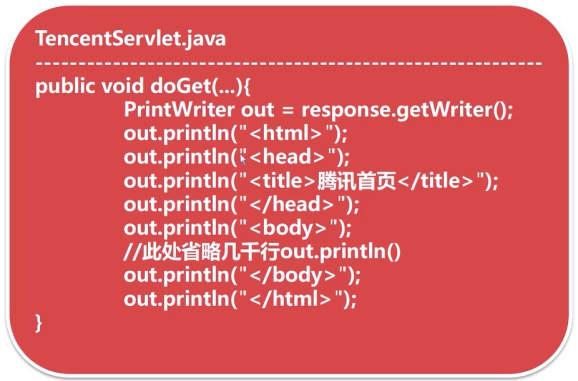 TencentServlet.java
------------------------------------------------------------
public void doGet(...){
PrintWriter out = response.getWriter();
out.println("<html>");
out.println("<head>");
out.println("<title>腾讯首页</title>");
out.println("</head>");
out.println("<body>");
//此处省略几千行out.println()
out.println("</body>");
out.println("</html>");
}